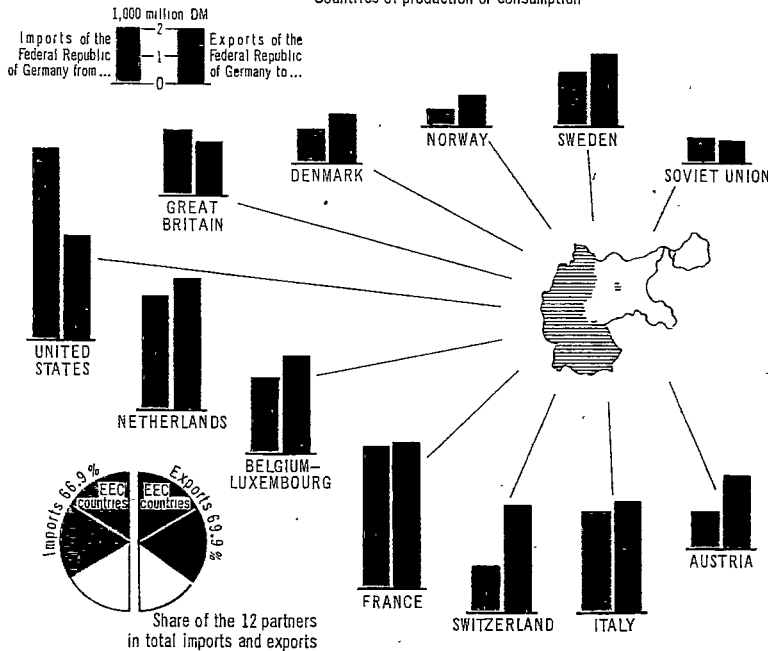 Countries of production or consumption
1,000 million DM
Imports of the
Federal Republic
of Germany from...
2
1
0
Exports of the
Federal Republic
of Germany to...
GREAT
BRITAIN
DENMARK
NORWAY
SWEDEN
SOVIET UNION
UNITED
STATES
NETHERLANDS
BELGIUM–
LUXEMBOURG
FRANCE
SWITZERLAND
ITALY
AUSTRIA
Imports 66.9%
EEC
countries
EEC
countries
Exports 69.9%
Share of the 12 partners
in total imports and exports